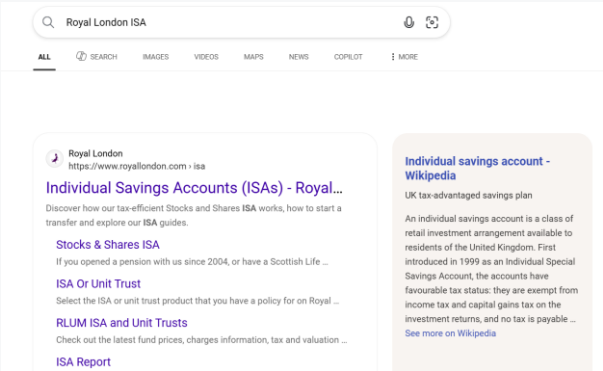 Royal London ISA
ALL
SEARCH
IMAGES
VIDEOS
MAPS
NEWS
COPILOT
MORE
Royal London
https://www.royallondon.com › isa
Individual Savings Accounts (ISAs) - Royal...
Discover how our tax-efficient Stocks and Shares ISA works, how to start a
transfer and explore our ISA guides.
Stocks & Shares ISA
If you opened a pension with us since 2004, or have a Scottish Life ...
ISA Or Unit Trust
Select the ISA or unit trust product that you have a policy for on Royal ...
RLUM ISA and Unit Trusts
Check out the latest fund prices, charges information, tax and valuation ...
ISA Report
Individual savings account -
Wikipedia
UK tax-advantaged savings plan
An individual savings account is a class of
retail investment arrangement available to
residents of the United Kingdom. First
introduced in 1999 as an Individual Special
Savings Account, the accounts have
favourable tax status: they are exempt from
income tax and capital gains tax on the
investment returns, and no tax is payable ...
See more on Wikipedia